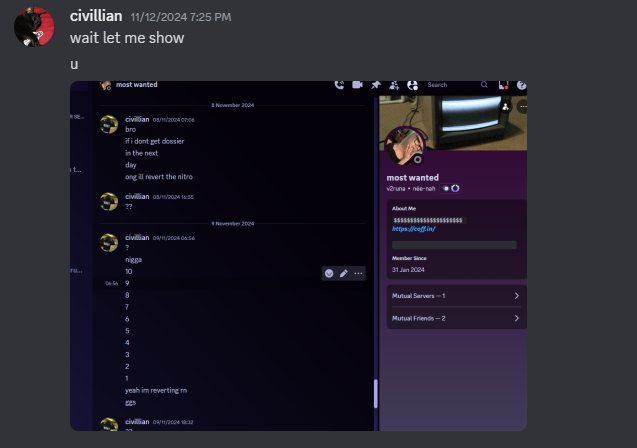 civillian 11/12/2024 7:25 PM
wait let me show
u
most wanted
Search
8 November 2024
civillian 08/11/2024 07:06
bro
if i dont get dossier
in the next
day
ong ill revert the nitro
civillian 08/11/2024 16:55
??
9 November 2024
civillian 09/11/2024 06:56
?
nigga
10
06:56 9
8
7
6
5
4
3
2
1
yeah im reverting rn
ggs
civillian 09/11/2024 18:32
??
most wanted
v2runa • née-nah
About Me
$$$$$$$$$$$$$$$$$$$$$
https://coff.in/
Member Since
31 Jan 2024
Mutual Servers — 1
Mutual Friends — 2